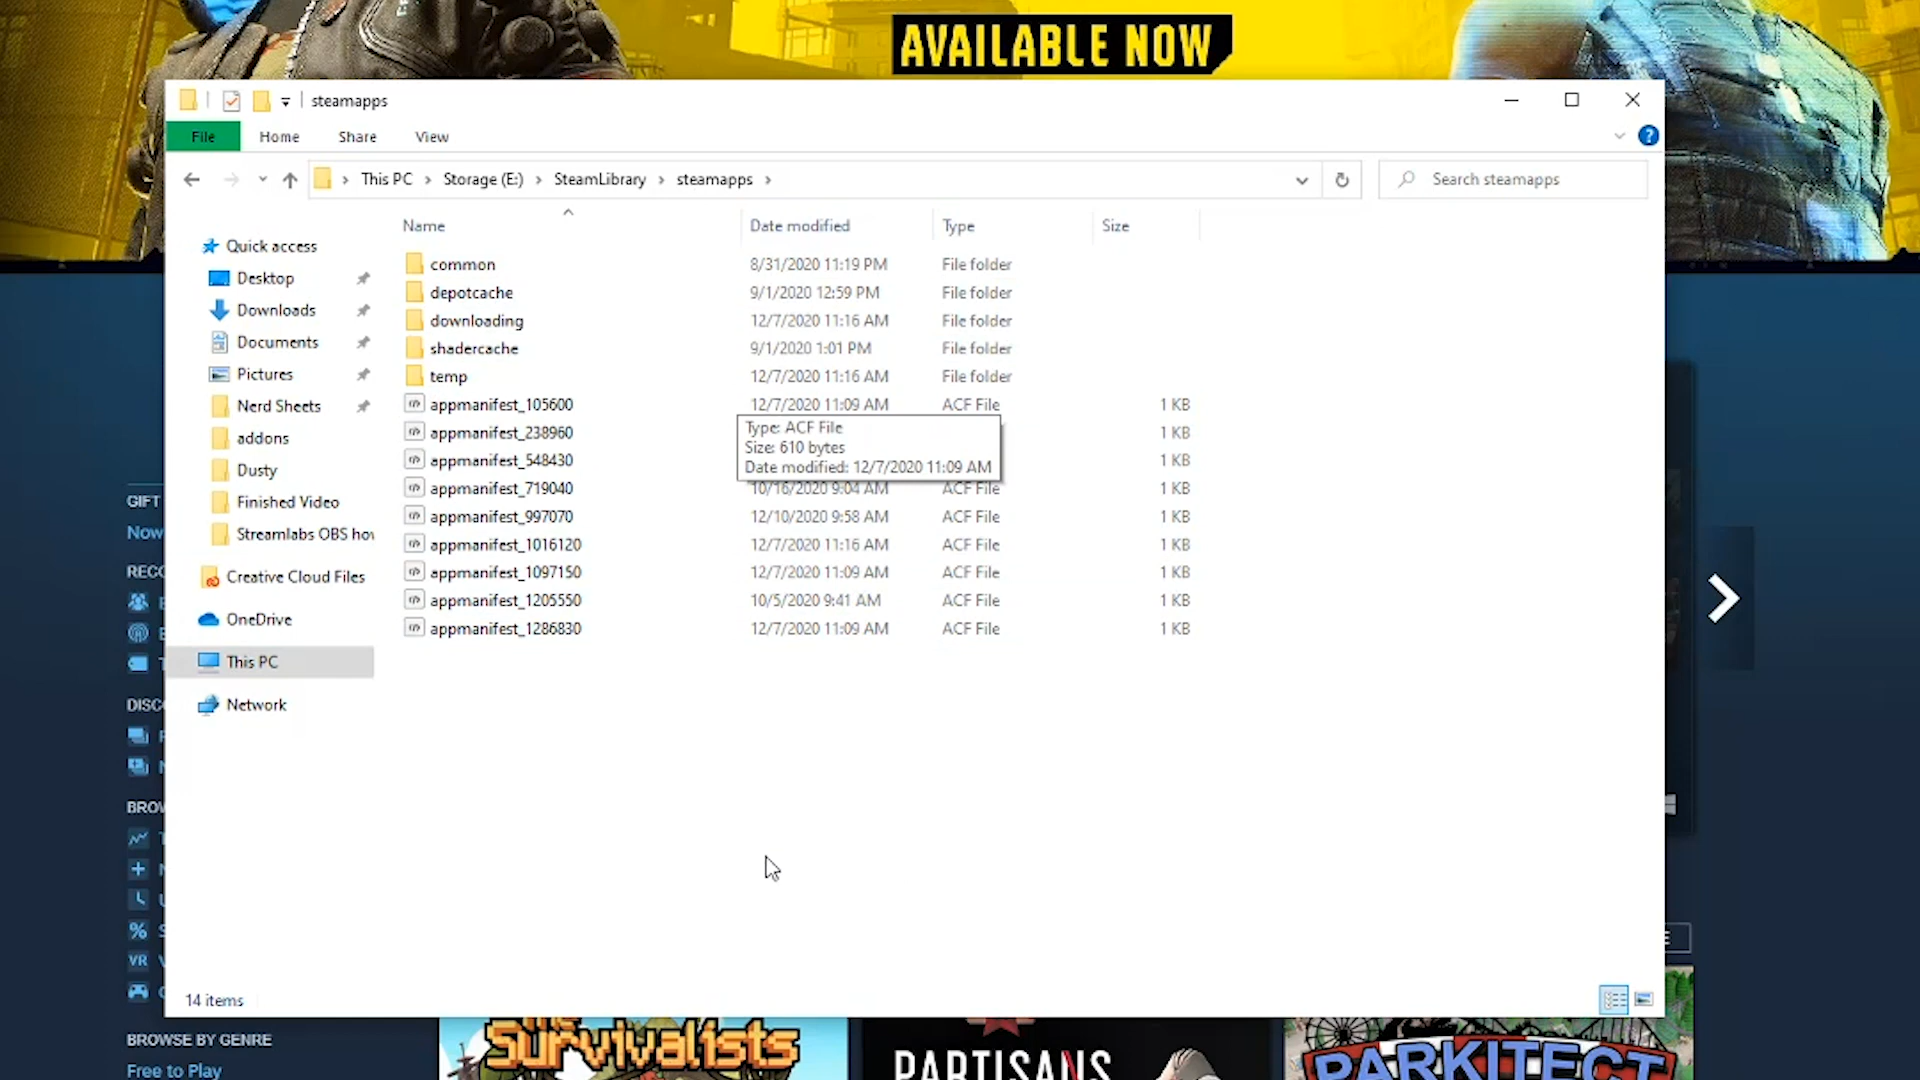 AVAILABLE NOW
steamapps
File Home Share View
This PC Storage (E:) SteamLibrary steamapps
Search steamapps
Name Date modified Type Size
Quick access
Desktop
Downloads
Documents
Pictures
Nerd Sheets
addons
Dusty
Finished Video
Streamlabs OBS hov
Creative Cloud Files
OneDrive
This PC
Network
common 8/31/2020 11:19 PM File folder
depotcache 9/1/2020 12:59 PM File folder
downloading 12/7/2020 11:16 AM File folder
shadercache 9/1/2020 1:01 PM File folder
temp 12/7/2020 11:16 AM File folder
appmanifest_105600 12/7/2020 11:09 AM ACF File 1 KB
appmanifest_238960 1 KB
appmanifest_548430 1 KB
appmanifest_719040 10/16/2020 9:04 AM ACF File 1 KB
appmanifest_997070 12/10/2020 9:58 AM ACF File 1 KB
appmanifest_1016120 12/7/2020 11:16 AM ACF File 1 KB
appmanifest_1097150 12/7/2020 11:09 AM ACF File 1 KB
appmanifest_1205550 10/5/2020 9:41 AM ACF File 1 KB
appmanifest_1286830 12/7/2020 11:09 AM ACF File 1 KB
Type: ACF File
Size: 610 bytes
Date modified: 12/7/2020 11:09 AM
14 items
GIFT
Now
RECO
DISC
BROW
VR
BROWSE BY GENRE
Free to Play
Survivalists
PARTISANS
PARKITECT